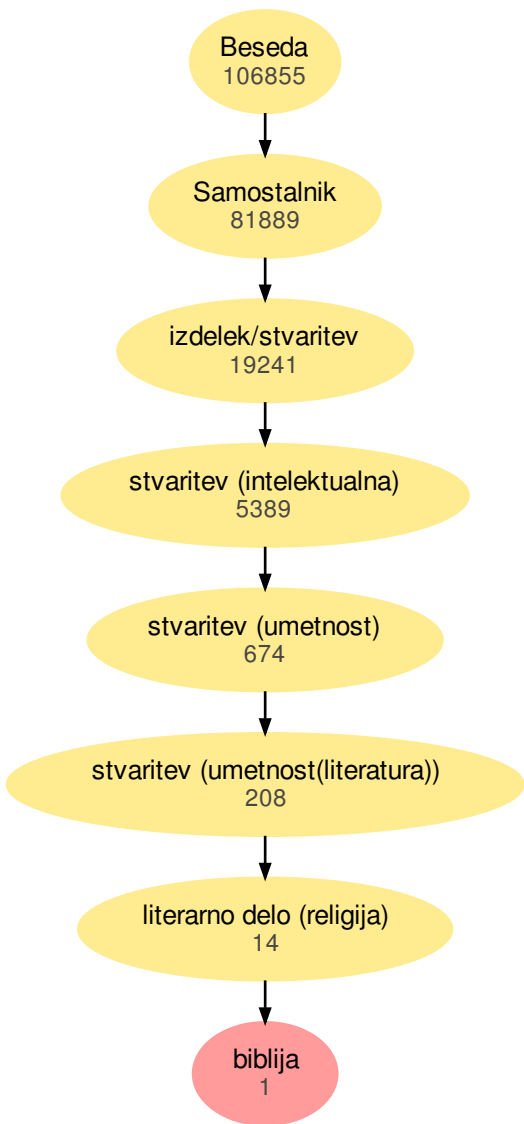 Beseda
106855
Samostalnik
81889
izdelek/stvaritev
19241
stvaritev (intelektualna)
5389
stvaritev (umetnost)
674
stvaritev (umetnost(literatura))
208
literarno delo (religija)
14
biblija
1